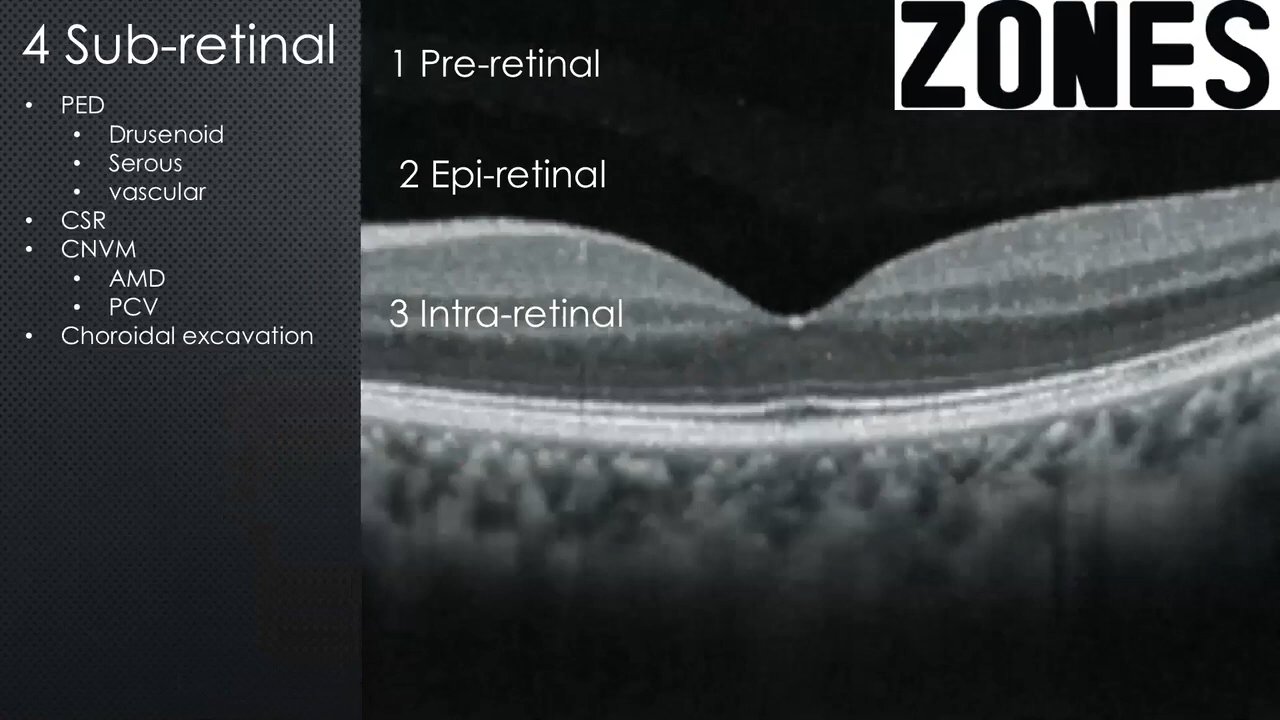 4 Sub-retinal
• PED
• Drusenoid
• Serous
• vascular
• CSR
• CNVM
• AMD
• PCV
• Choroidal excavation
1 Pre-retinal
2 Epi-retinal
3 Intra-retinal
ZONES